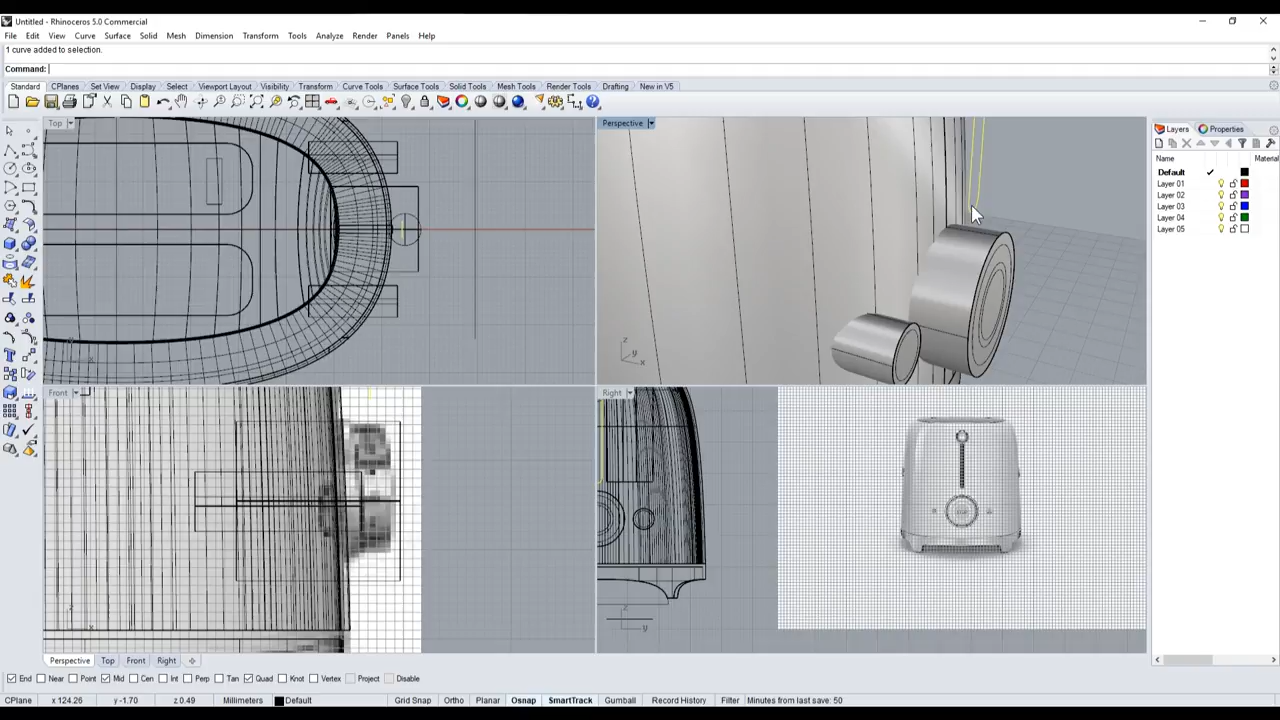 Untitled - Rhinoceros 5.0 Commercial
File Edit View Curve Surface Solid Mesh Dimension Transform Tools Analyze Render Panels Help
1 curve added to selection.
Command:
Standard CPlanes Set View Display Select Viewport Layout Visibility Transform Curve Tools Surface Tools Solid Tools Mesh Tools Render Tools Drafting New in V5
Top
Perspective
Layers Properties
Name Material
Default
Layer 01
Layer 02
Layer 03
Layer 04
Layer 05
z
y
x
Front
Right
z
x
z
y
Perspective Top Front Right
End Near Point Mid Cen Int Perp Tan Quad Knot Vertex Project Disable
CPlane x 124.26 y -1.70 z 0.49 Millimeters Default Grid Snap Ortho Planar Osnap SmartTrack Gumball Record History Filter Minutes from last save: 50